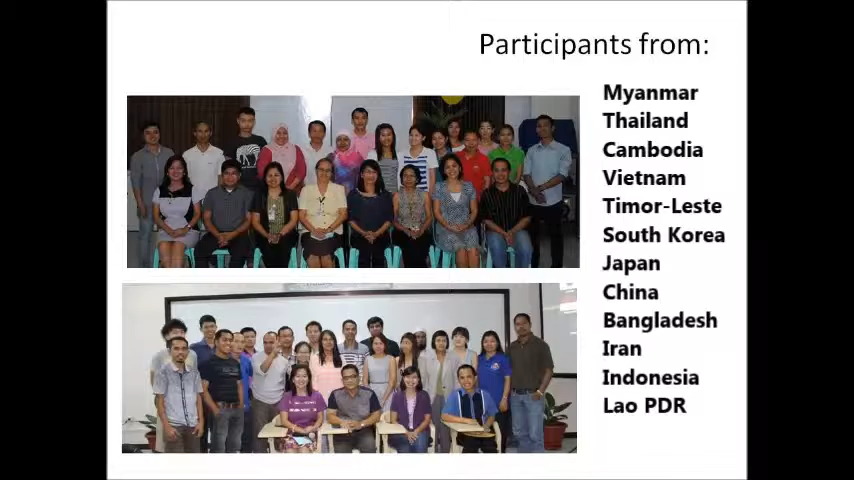 Participants from:
Myanmar
Thailand
Cambodia
Vietnam
Timor-Leste
South Korea
Japan
China
Bangladesh
Iran
Indonesia
Lao PDR